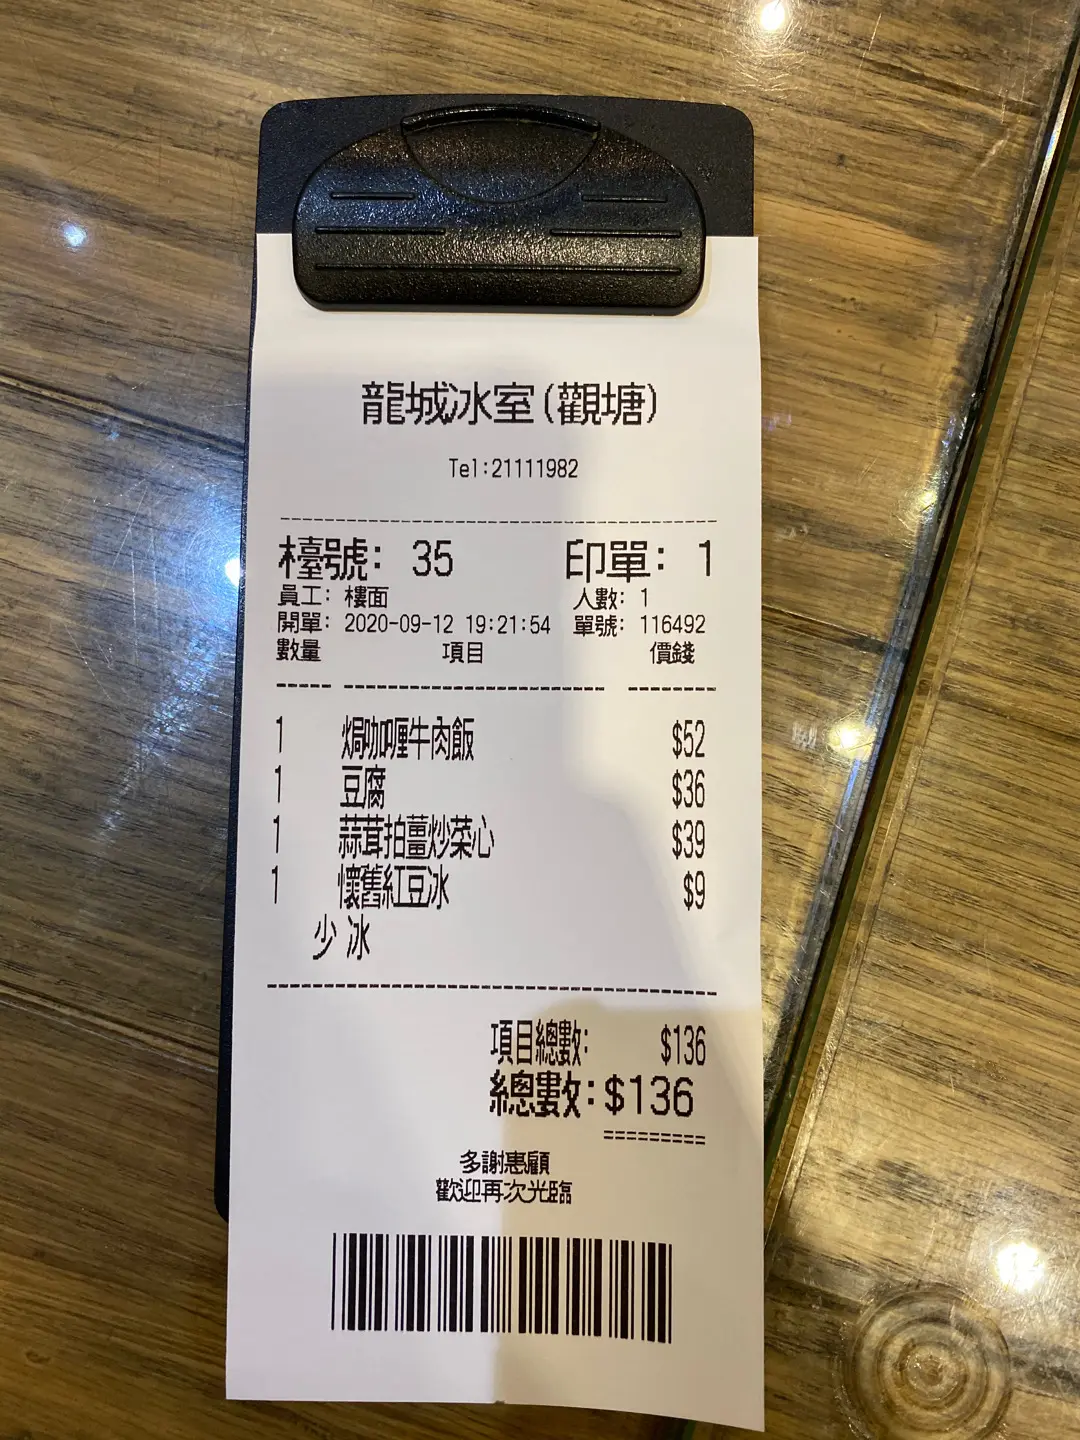 龍城冰室(觀塘)
Tel:21111982
檯號: 35 印單: 1
員工: 樓面 人數: 1
開單: 2020-09-12 19:21:54 單號: 116492
數量 項目 價錢
1 焗咖喱牛肉飯 $52
1 豆腐 $36
1 蒜茸拍薑炒菜心 $39
1 懷舊紅豆冰 $9
少冰
項目總數: $136
總數: $136
多謝惠顧
歡迎再次光臨